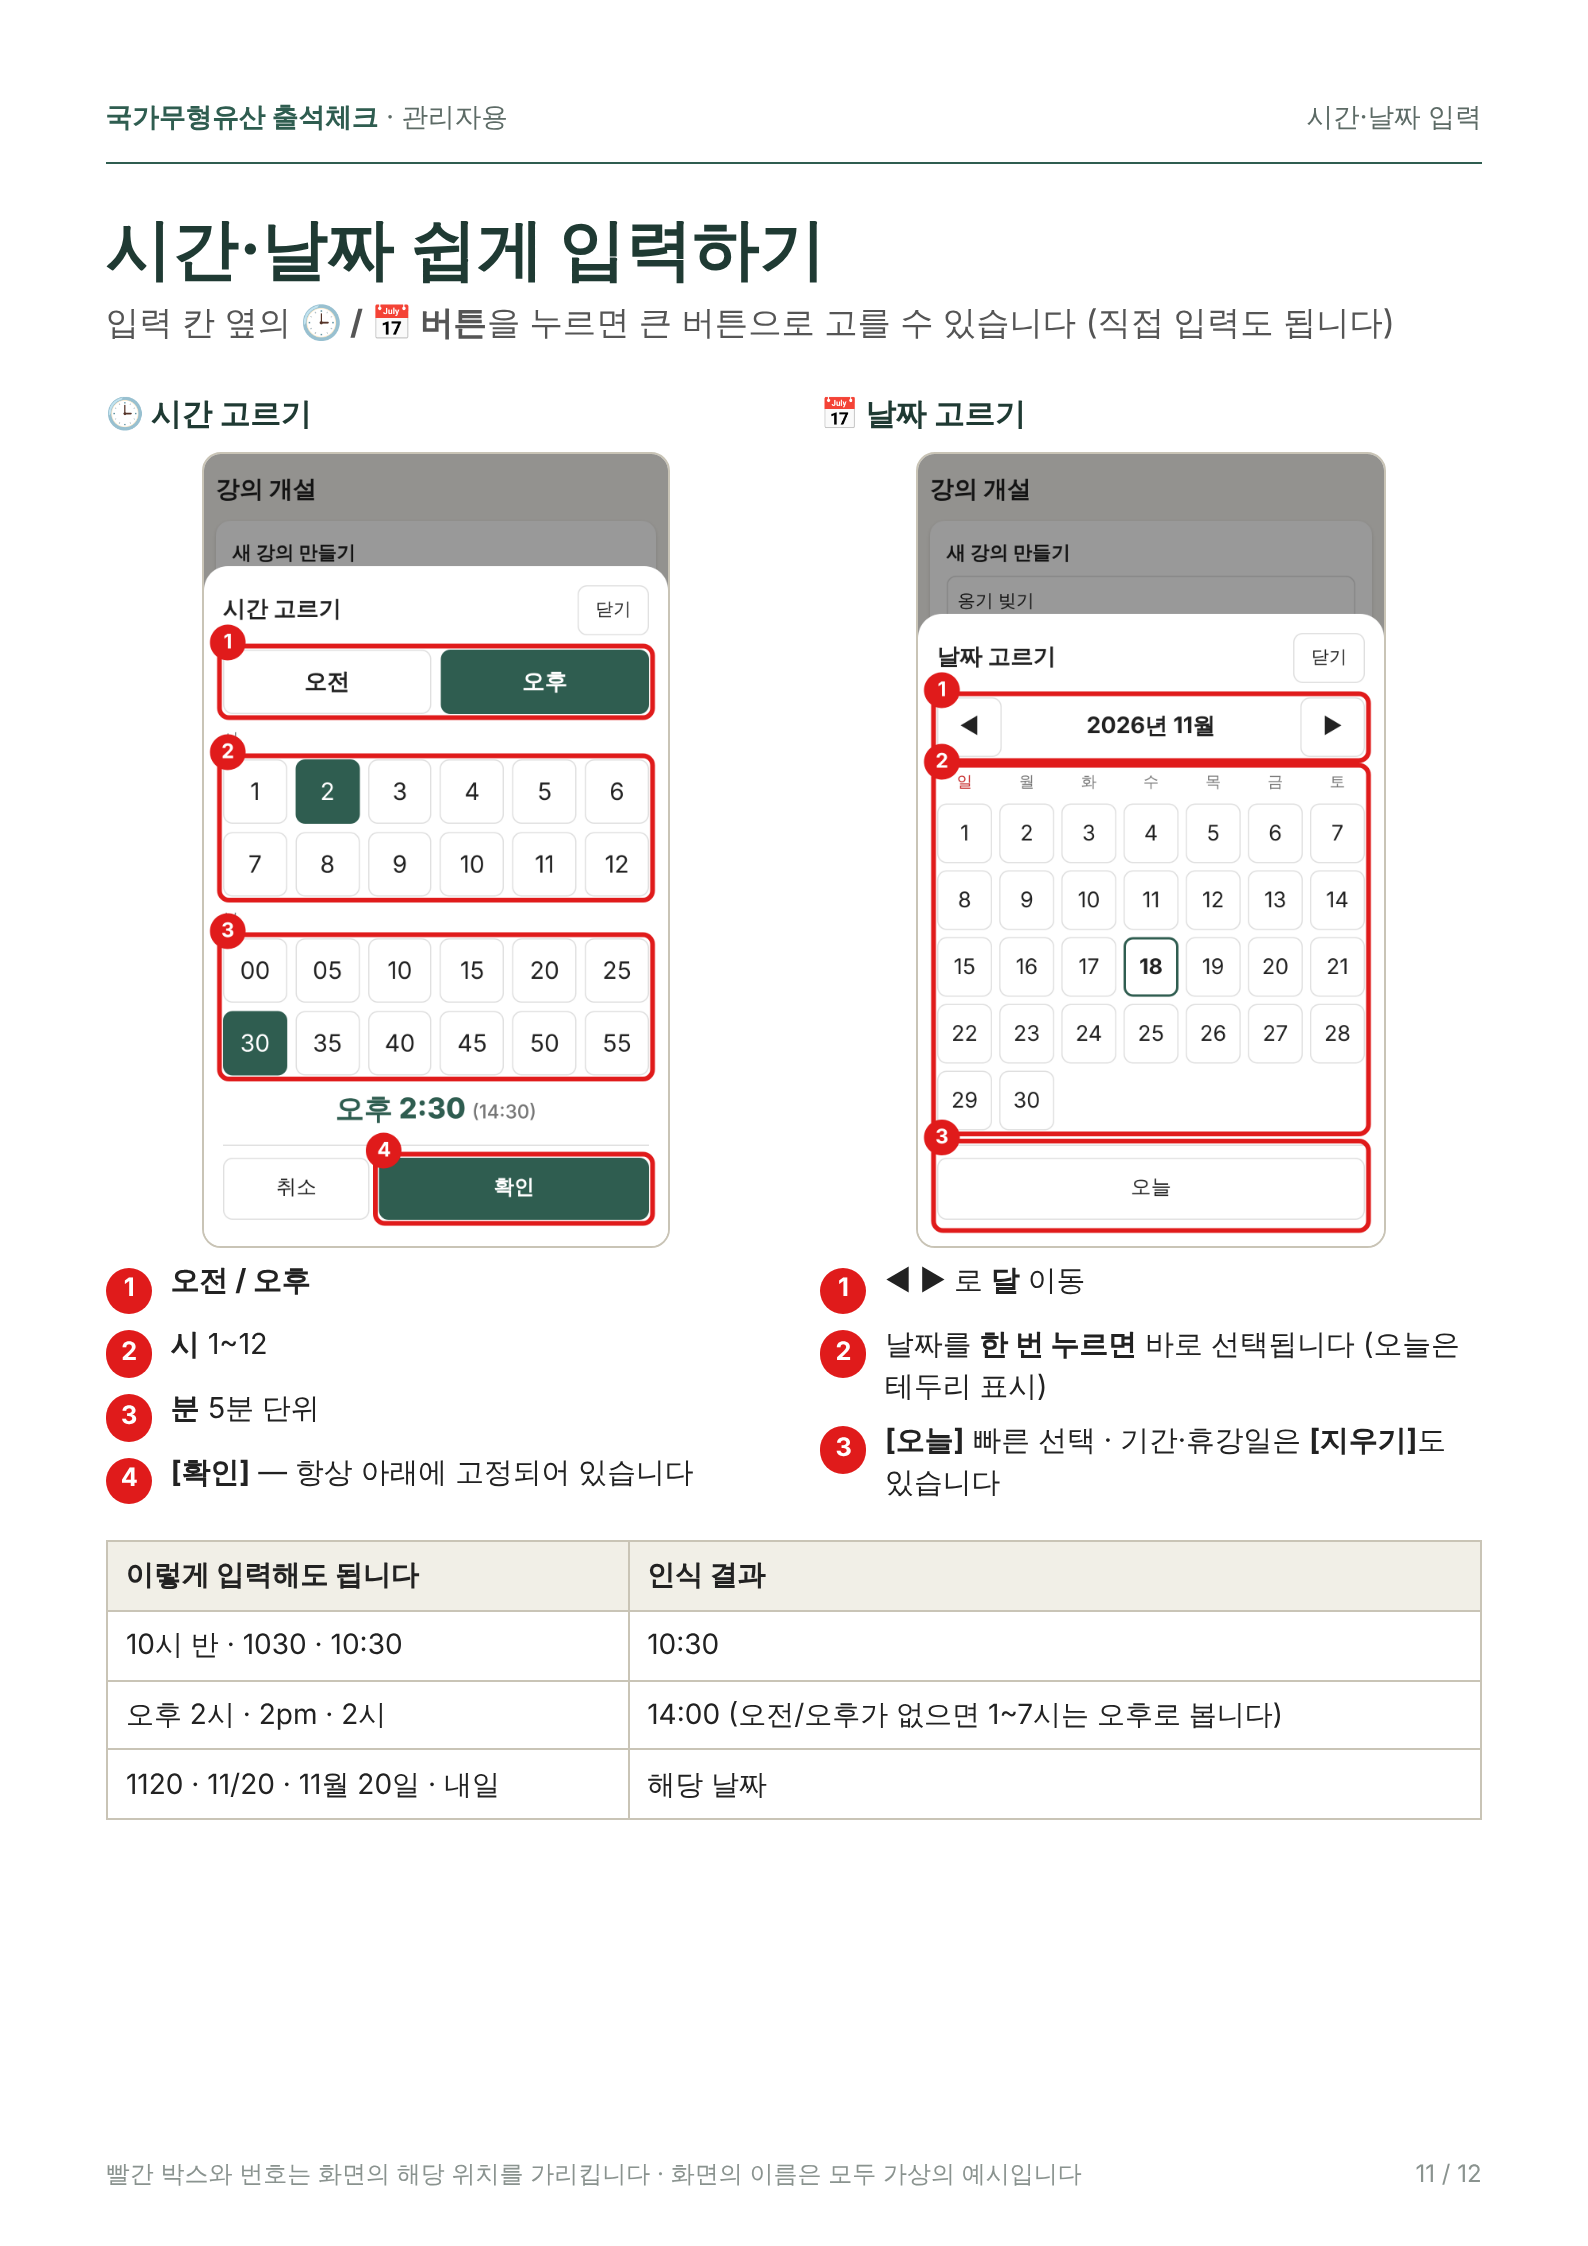 국가무형유산 출석체크 · 관리자용
시간·날짜 입력
시간·날짜 쉽게 입력하기
입력 칸 옆의 🕒 / 📅 버튼을 누르면 큰 버튼으로 고를 수 있습니다 (직접 입력도 됩니다)
🕒 시간 고르기
강의 개설
새 강의 만들기
시간 고르기
닫기
1
오전 오후
2
1 2 3 4 5 6
7 8 9 10 11 12
3
00 05 10 15 20 25
30 35 40 45 50 55
오후 2:30 (14:30)
4
취소 확인
1 오전 / 오후
2 시 1~12
3 분 5분 단위
4 [확인] — 항상 아래에 고정되어 있습니다
📅 날짜 고르기
강의 개설
새 강의 만들기
옹기 빚기
날짜 고르기
닫기
1
◀ 2026년 11월 ▶
2
일 월 화 수 목 금 토
1 2 3 4 5 6 7
8 9 10 11 12 13 14
15 16 17 18 19 20 21
22 23 24 25 26 27 28
29 30
3
오늘
1 ◀ ▶ 로 달 이동
2 날짜를 한 번 누르면 바로 선택됩니다 (오늘은
테두리 표시)
3 [오늘] 빠른 선택 · 기간·휴강일은 [지우기]도
있습니다
이렇게 입력해도 됩니다 인식 결과
10시 반 · 1030 · 10:30 10:30
오후 2시 · 2pm · 2시 14:00 (오전/오후가 없으면 1~7시는 오후로 봅니다)
1120 · 11/20 · 11월 20일 · 내일 해당 날짜
빨간 박스와 번호는 화면의 해당 위치를 가리킵니다 · 화면의 이름은 모두 가상의 예시입니다
11 / 12